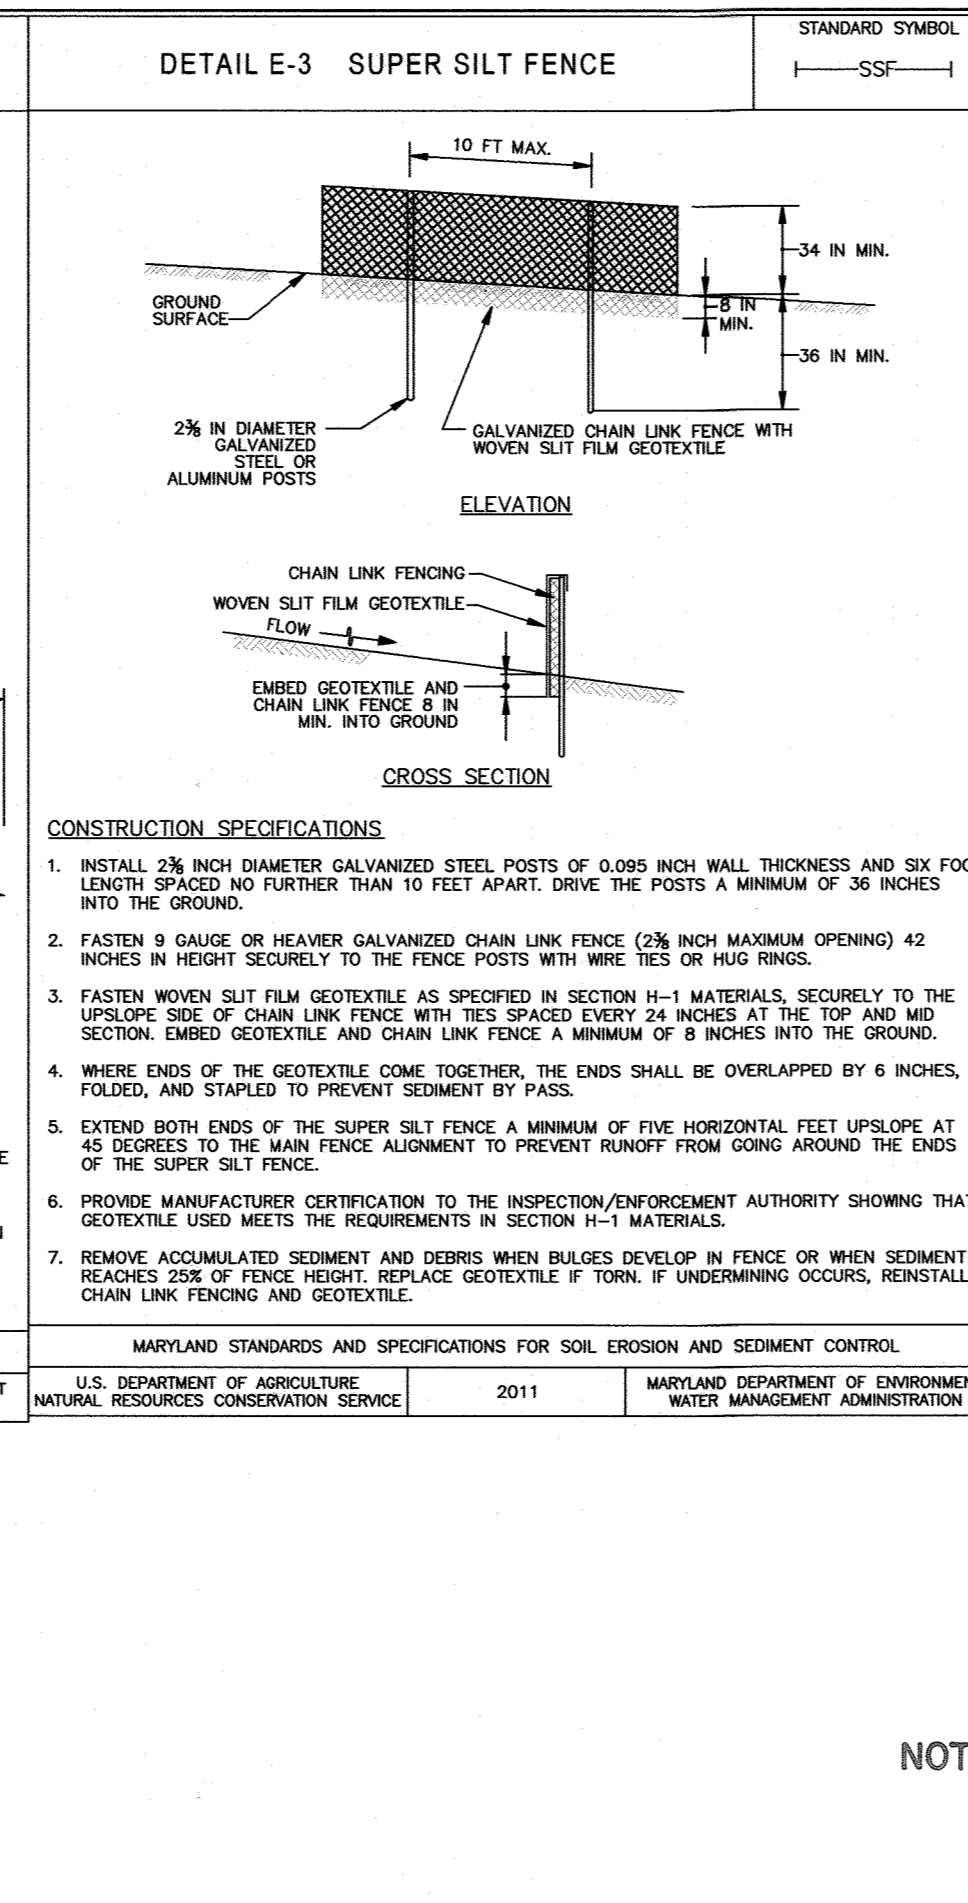 DETAIL E-3 SUPER SILT FENCE
STANDARD SYMBOL
SSF
10 FT MAX.
34 IN MIN.
GROUND
SURFACE
8 IN
MIN.
36 IN MIN.
2⅜ IN DIAMETER
GALVANIZED
STEEL OR
ALUMINUM POSTS
GALVANIZED CHAIN LINK FENCE WITH
WOVEN SLIT FILM GEOTEXTILE
ELEVATION
CHAIN LINK FENCING
WOVEN SLIT FILM GEOTEXTILE
FLOW
EMBED GEOTEXTILE AND
CHAIN LINK FENCE 8 IN
MIN. INTO GROUND
CROSS SECTION
CONSTRUCTION SPECIFICATIONS
1. INSTALL 2⅜ INCH DIAMETER GALVANIZED STEEL POSTS OF 0.095 INCH WALL THICKNESS AND SIX FOO
LENGTH SPACED NO FURTHER THAN 10 FEET APART. DRIVE THE POSTS A MINIMUM OF 36 INCHES
INTO THE GROUND.
2. FASTEN 9 GAUGE OR HEAVIER GALVANIZED CHAIN LINK FENCE (2⅜ INCH MAXIMUM OPENING) 42
INCHES IN HEIGHT SECURELY TO THE FENCE POSTS WITH WIRE TIES OR HUG RINGS.
3. FASTEN WOVEN SLIT FILM GEOTEXTILE AS SPECIFIED IN SECTION H-1 MATERIALS, SECURELY TO THE
UPSLOPE SIDE OF CHAIN LINK FENCE WITH TIES SPACED EVERY 24 INCHES AT THE TOP AND MID
SECTION. EMBED GEOTEXTILE AND CHAIN LINK FENCE A MINIMUM OF 8 INCHES INTO THE GROUND.
4. WHERE ENDS OF THE GEOTEXTILE COME TOGETHER, THE ENDS SHALL BE OVERLAPPED BY 6 INCHES,
FOLDED, AND STAPLED TO PREVENT SEDIMENT BY PASS.
5. EXTEND BOTH ENDS OF THE SUPER SILT FENCE A MINIMUM OF FIVE HORIZONTAL FEET UPSLOPE AT
45 DEGREES TO THE MAIN FENCE ALIGNMENT TO PREVENT RUNOFF FROM GOING AROUND THE ENDS
OF THE SUPER SILT FENCE.
6. PROVIDE MANUFACTURER CERTIFICATION TO THE INSPECTION/ENFORCEMENT AUTHORITY SHOWING THAT
GEOTEXTILE USED MEETS THE REQUIREMENTS IN SECTION H-1 MATERIALS.
7. REMOVE ACCUMULATED SEDIMENT AND DEBRIS WHEN BULGES DEVELOP IN FENCE OR WHEN SEDIMENT
REACHES 25% OF FENCE HEIGHT. REPLACE GEOTEXTILE IF TORN. IF UNDERMINING OCCURS, REINSTALL
CHAIN LINK FENCING AND GEOTEXTILE.
MARYLAND STANDARDS AND SPECIFICATIONS FOR SOIL EROSION AND SEDIMENT CONTROL
U.S. DEPARTMENT OF AGRICULTURE
NATURAL RESOURCES CONSERVATION SERVICE
2011
MARYLAND DEPARTMENT OF ENVIRONMEN
WATER MANAGEMENT ADMINISTRATION
NOT